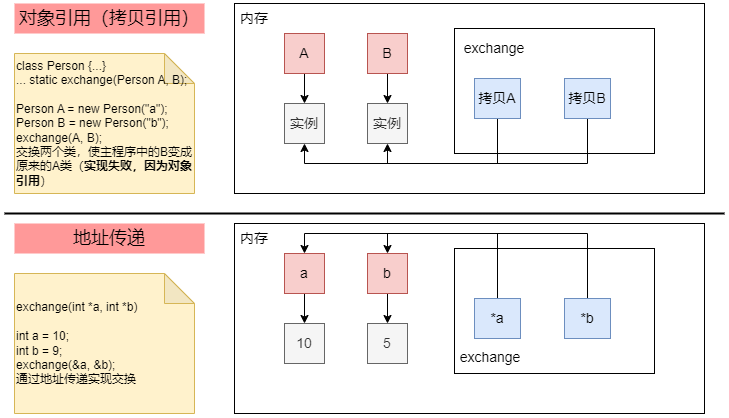 对象引用（拷贝引用）
class Person {...}
... static exchange(Person A, B);
Person A = new Person("a");
Person B = new Person("b");
exchange(A, B);
交换两个类，使主程序中的B变成
原来的A类（实现失败，因为对象
引用）
内存
A
B
实例
实例
exchange
拷贝A
拷贝B
地址传递
exchange(int *a, int *b)
int a = 10;
int b = 9;
exchange(&a, &b);
通过地址传递实现交换
内存
a
b
10
5
*a
*b
exchange